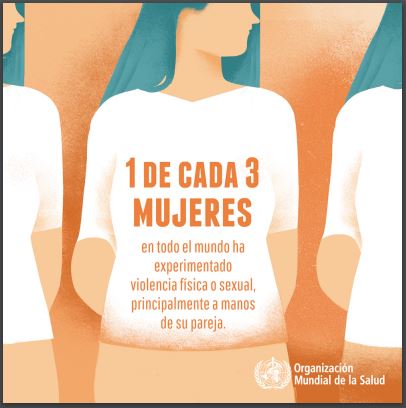 1 DE CADA 3
MUJERES
en todo el mundo ha
experimentado
violencia física o sexual,
principalmente a manos
de su pareja.
Organización
Mundial de la Salud